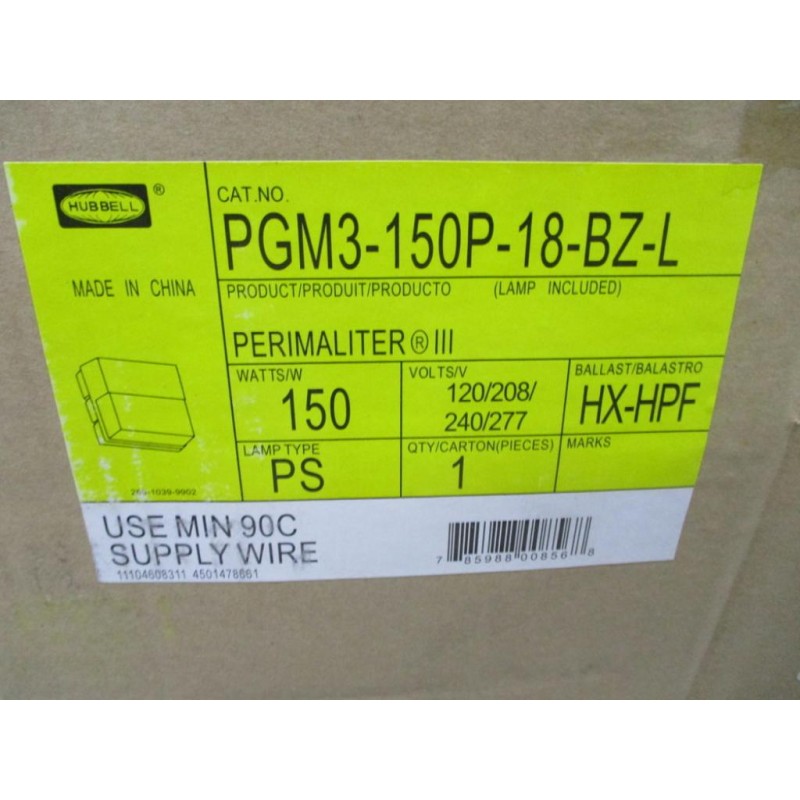 HUBBELL ®
CAT.NO.
PGM3-150P-18-BZ-L
MADE IN CHINA
PRODUCT/PRODUIT/PRODUCTO (LAMP INCLUDED)
PERIMALITER ® III
WATTS/W
150
VOLTS/V
120/208/
240/277
BALLAST/BALASTRO
HX-HPF
LAMP TYPE
PS
QTY/CARTON(PIECES)
1
MARKS
USE MIN 90C
SUPPLY WIRE
11104608311 4501478661
7 85988 00856 8